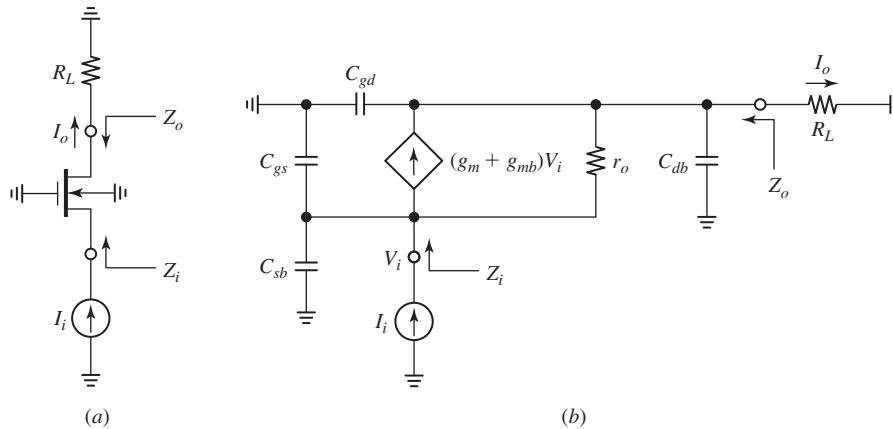 R_L
I_o
Z_o
Z_i
I_i
(a)
C_gd
I_o
R_L
C_gs
(g_m + g_mb)V_i
r_o
C_db
Z_o
C_sb
V_i
Z_i
I_i
(b)